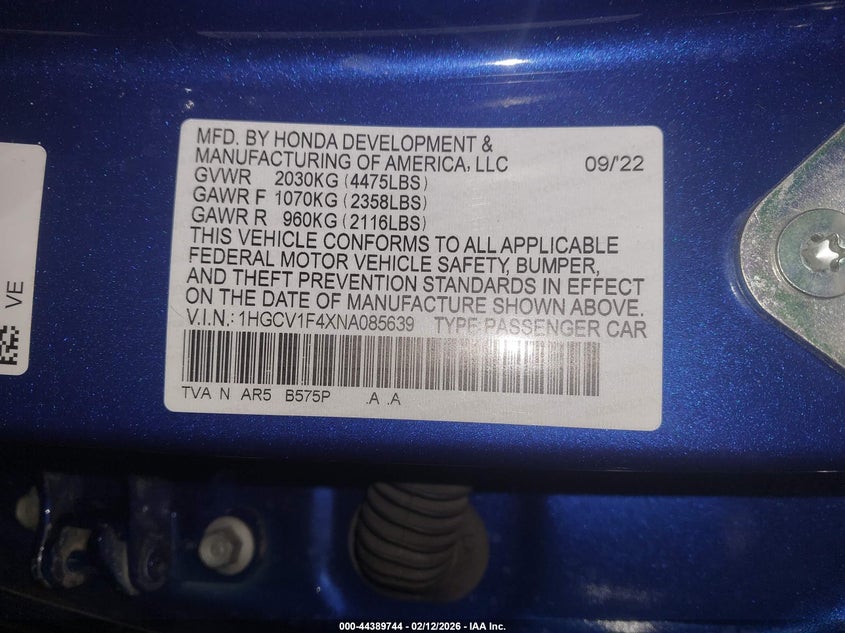 MFD. BY HONDA DEVELOPMENT &
MANUFACTURING OF AMERICA, LLC 09/22
GVWR 2030KG (4475LBS)
GAWR F 1070KG (2358LBS)
GAWR R 960KG (2116LBS)
THIS VEHICLE CONFORMS TO ALL APPLICABLE
FEDERAL MOTOR VEHICLE SAFETY, BUMPER,
AND THEFT PREVENTION STANDARDS IN EFFECT
ON THE DATE OF MANUFACTURE SHOWN ABOVE.
V.I.N.: 1HGCV1F4XNA085639 TYPE:PASSENGER CAR
TVA N AR5 B575P .A .A
VE
000-44389744 - 02/12/2026 - IAA Inc.